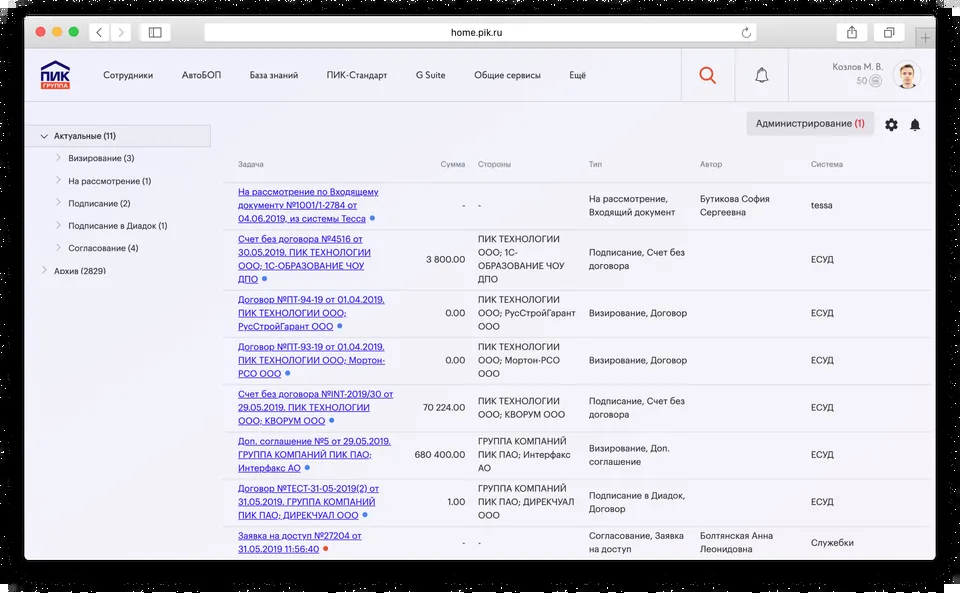 home.pik.ru
ПИК
ГРУППА
Сотрудники
АвтоБОП
База знаний
ПИК-Стандарт
G Suite
Общие сервисы
Ещё
Козлов М. В.
50
Администрирование (1)
Актуальные (11)
Визирование (3)
На рассмотрение (1)
Подписание (2)
Подписание в Диадок (1)
Согласование (4)
Архив (2829)
Задача
Сумма
Стороны
Тип
Автор
Система
На рассмотрение по Входящему
документу №1001/1-2784 от
04.06.2019, из системы Тесса
-
-
На рассмотрение,
Входящий документ
Бутикова София
Сергеевна
tessa
Счет без договора №4516 от
30.05.2019. ПИК ТЕХНОЛОГИИ
ООО; 1С-ОБРАЗОВАНИЕ ЧОУ
ДПО
3 800.00
ПИК ТЕХНОЛОГИИ
ООО; 1С-
ОБРАЗОВАНИЕ ЧОУ
ДПО
Подписание, Счет без
договора
ЕСУД
Договор №ПТ-94-19 от 01.04.2019.
ПИК ТЕХНОЛОГИИ ООО;
РусСтройГарант ООО
0.00
ПИК ТЕХНОЛОГИИ
ООО; РусСтройГарант
ООО
Визирование, Договор
ЕСУД
Договор №ПТ-93-19 от 01.04.2019.
ПИК ТЕХНОЛОГИИ ООО; Мортон-
РСО ООО
0.00
ПИК ТЕХНОЛОГИИ
ООО; Мортон-РСО
ООО
Визирование, Договор
ЕСУД
Счет без договора №INT-2019/30 от
29.05.2019. ПИК ТЕХНОЛОГИИ
ООО; КВОРУМ ООО
70 224.00
ПИК ТЕХНОЛОГИИ
ООО; КВОРУМ ООО
Подписание, Счет без
договора
ЕСУД
Доп. соглашение №5 от 29.05.2019.
ГРУППА КОМПАНИЙ ПИК ПАО;
Интерфакс АО
680 400.00
ГРУППА КОМПАНИЙ
ПИК ПАО; Интерфакс
АО
Визирование, Доп.
соглашение
ЕСУД
Договор №ТЕСТ-31-05-2019(2) от
31.05.2019. ГРУППА КОМПАНИЙ
ПИК ПАО; ДИРЕКЧУАЛ ООО
1.00
ГРУППА КОМПАНИЙ
ПИК ПАО; ДИРЕКЧУАЛ
ООО
Подписание в Диадок,
Договор
ЕСУД
Заявка на доступ №27204 от
31.05.2019 11:56:40
-
-
Согласование, Заявка
на доступ
Болтянская Анна
Леонидовна
Служебки